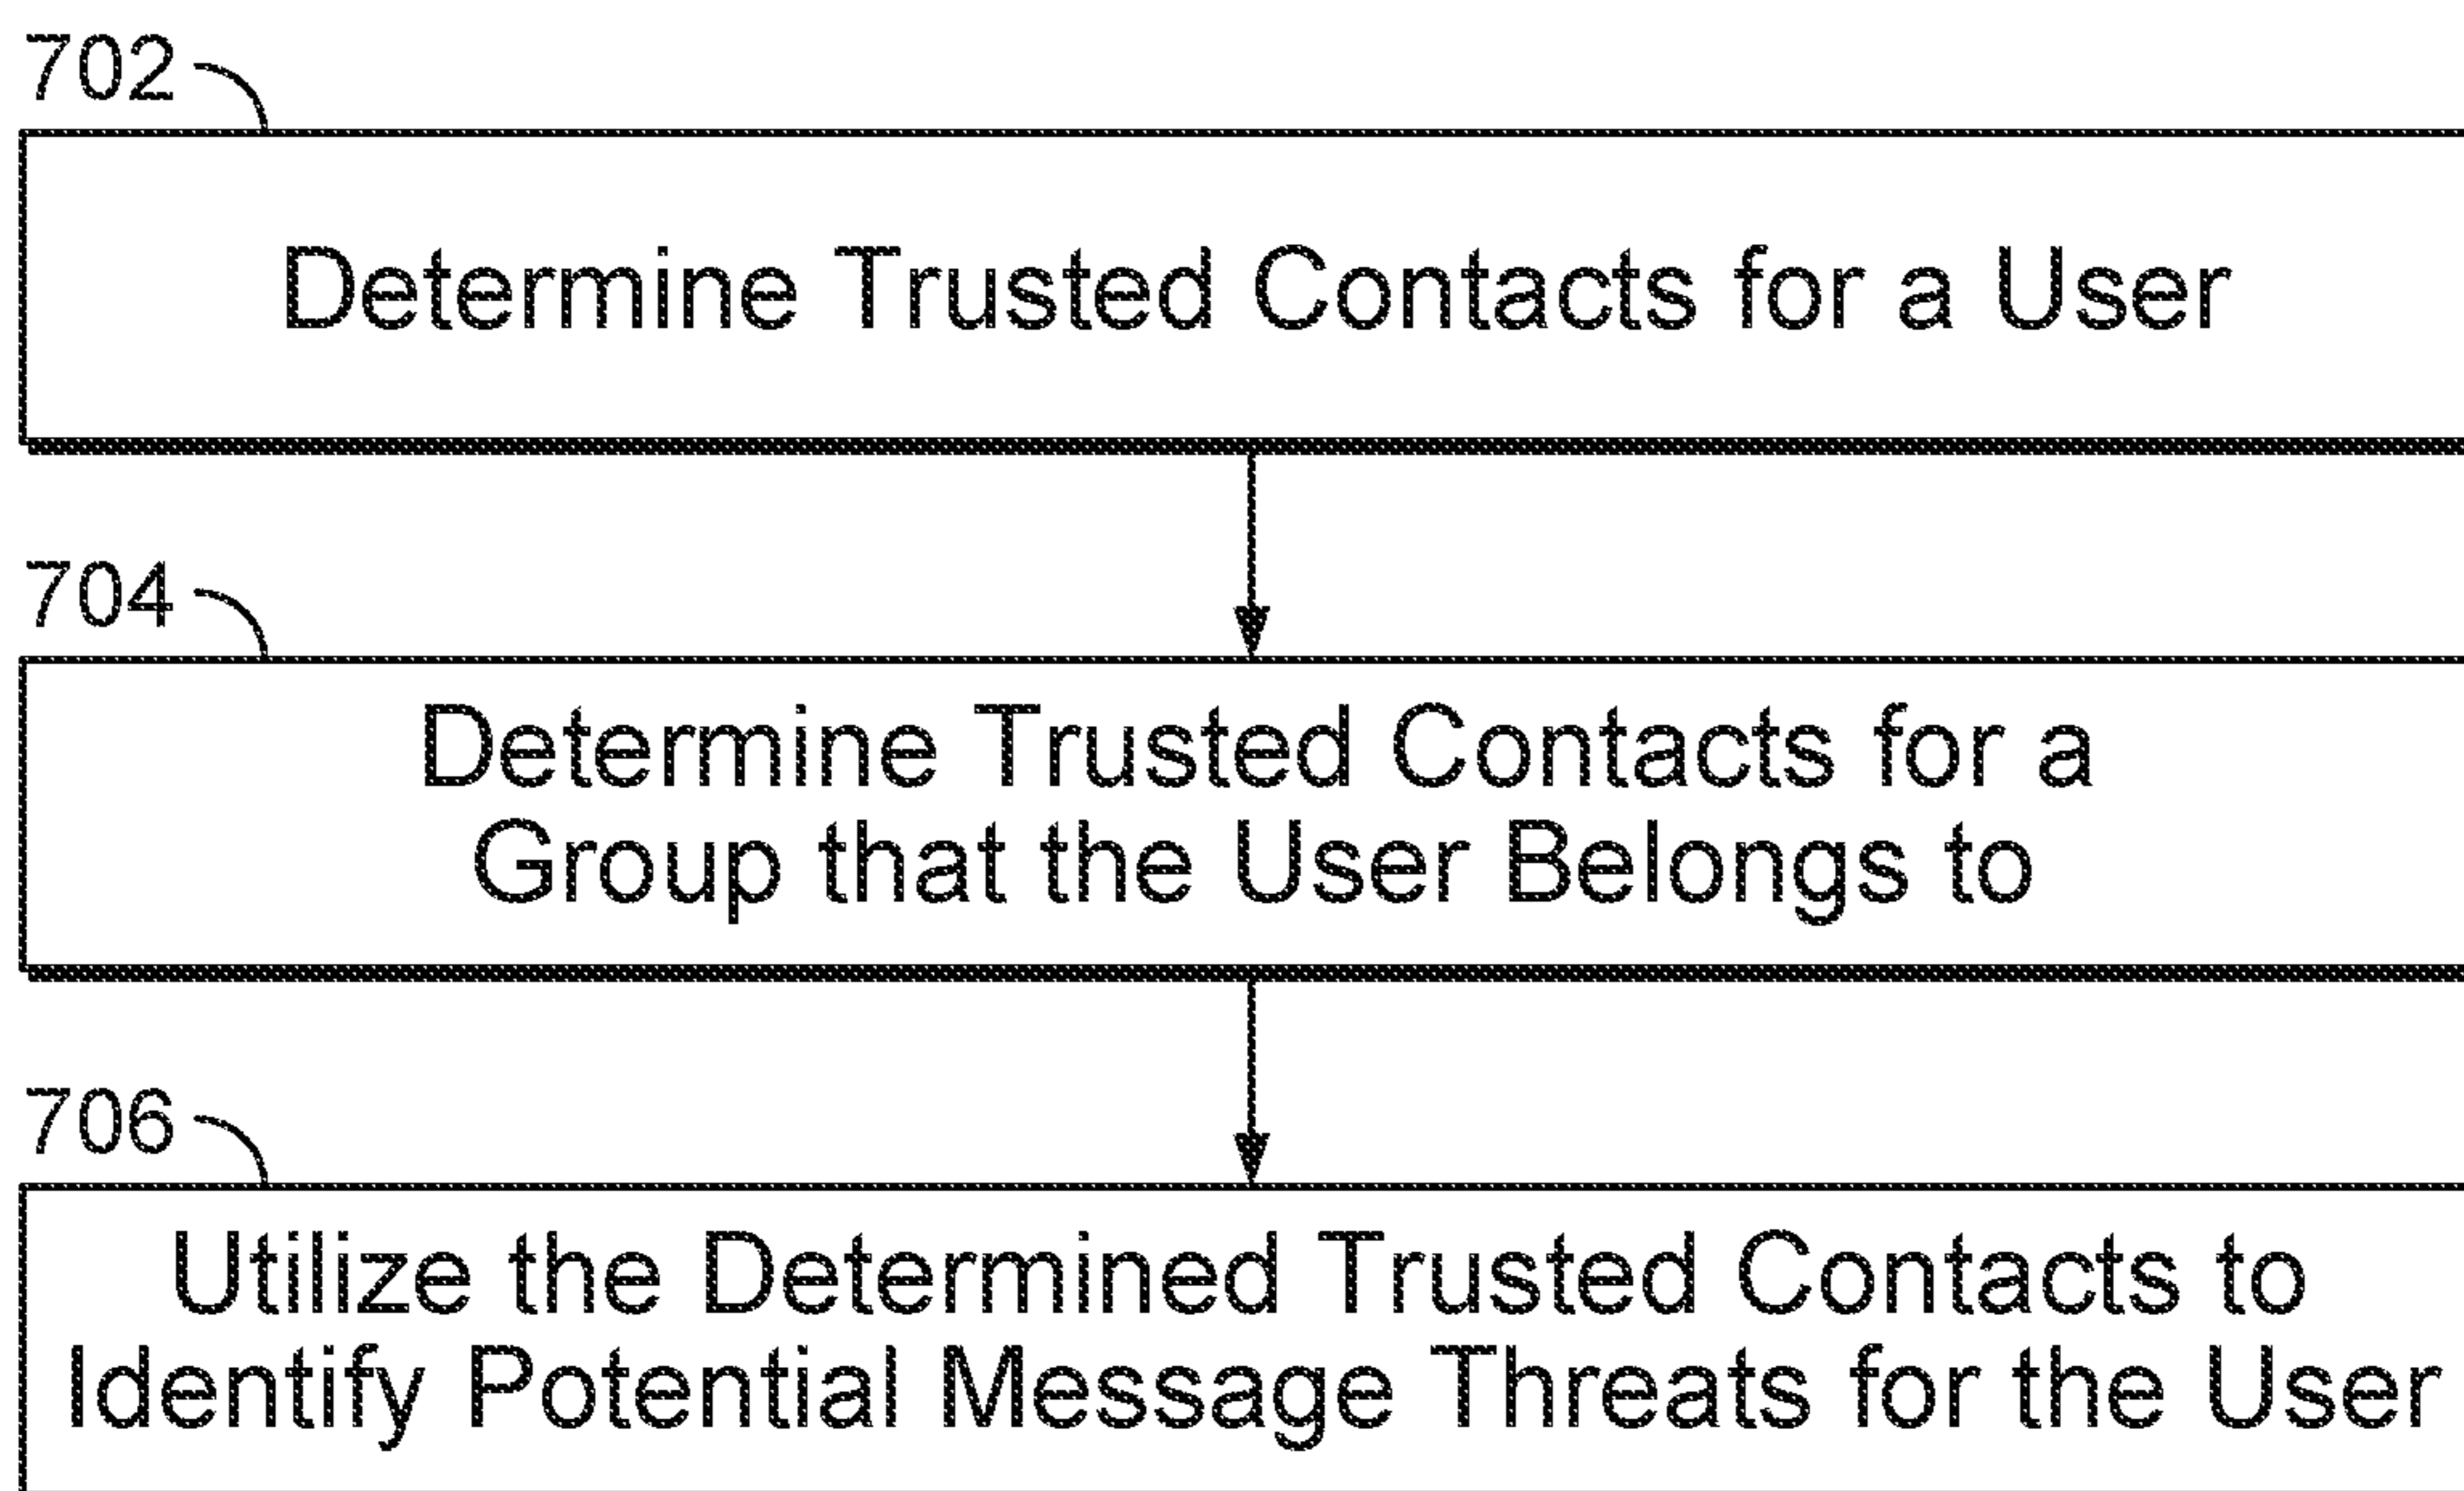 702
Determine Trusted Contacts for a User
704
Determine Trusted Contacts for a
Group that the User Belongs to
706
Utilize the Determined Trusted Contacts to
Identify Potential Message Threats for the User